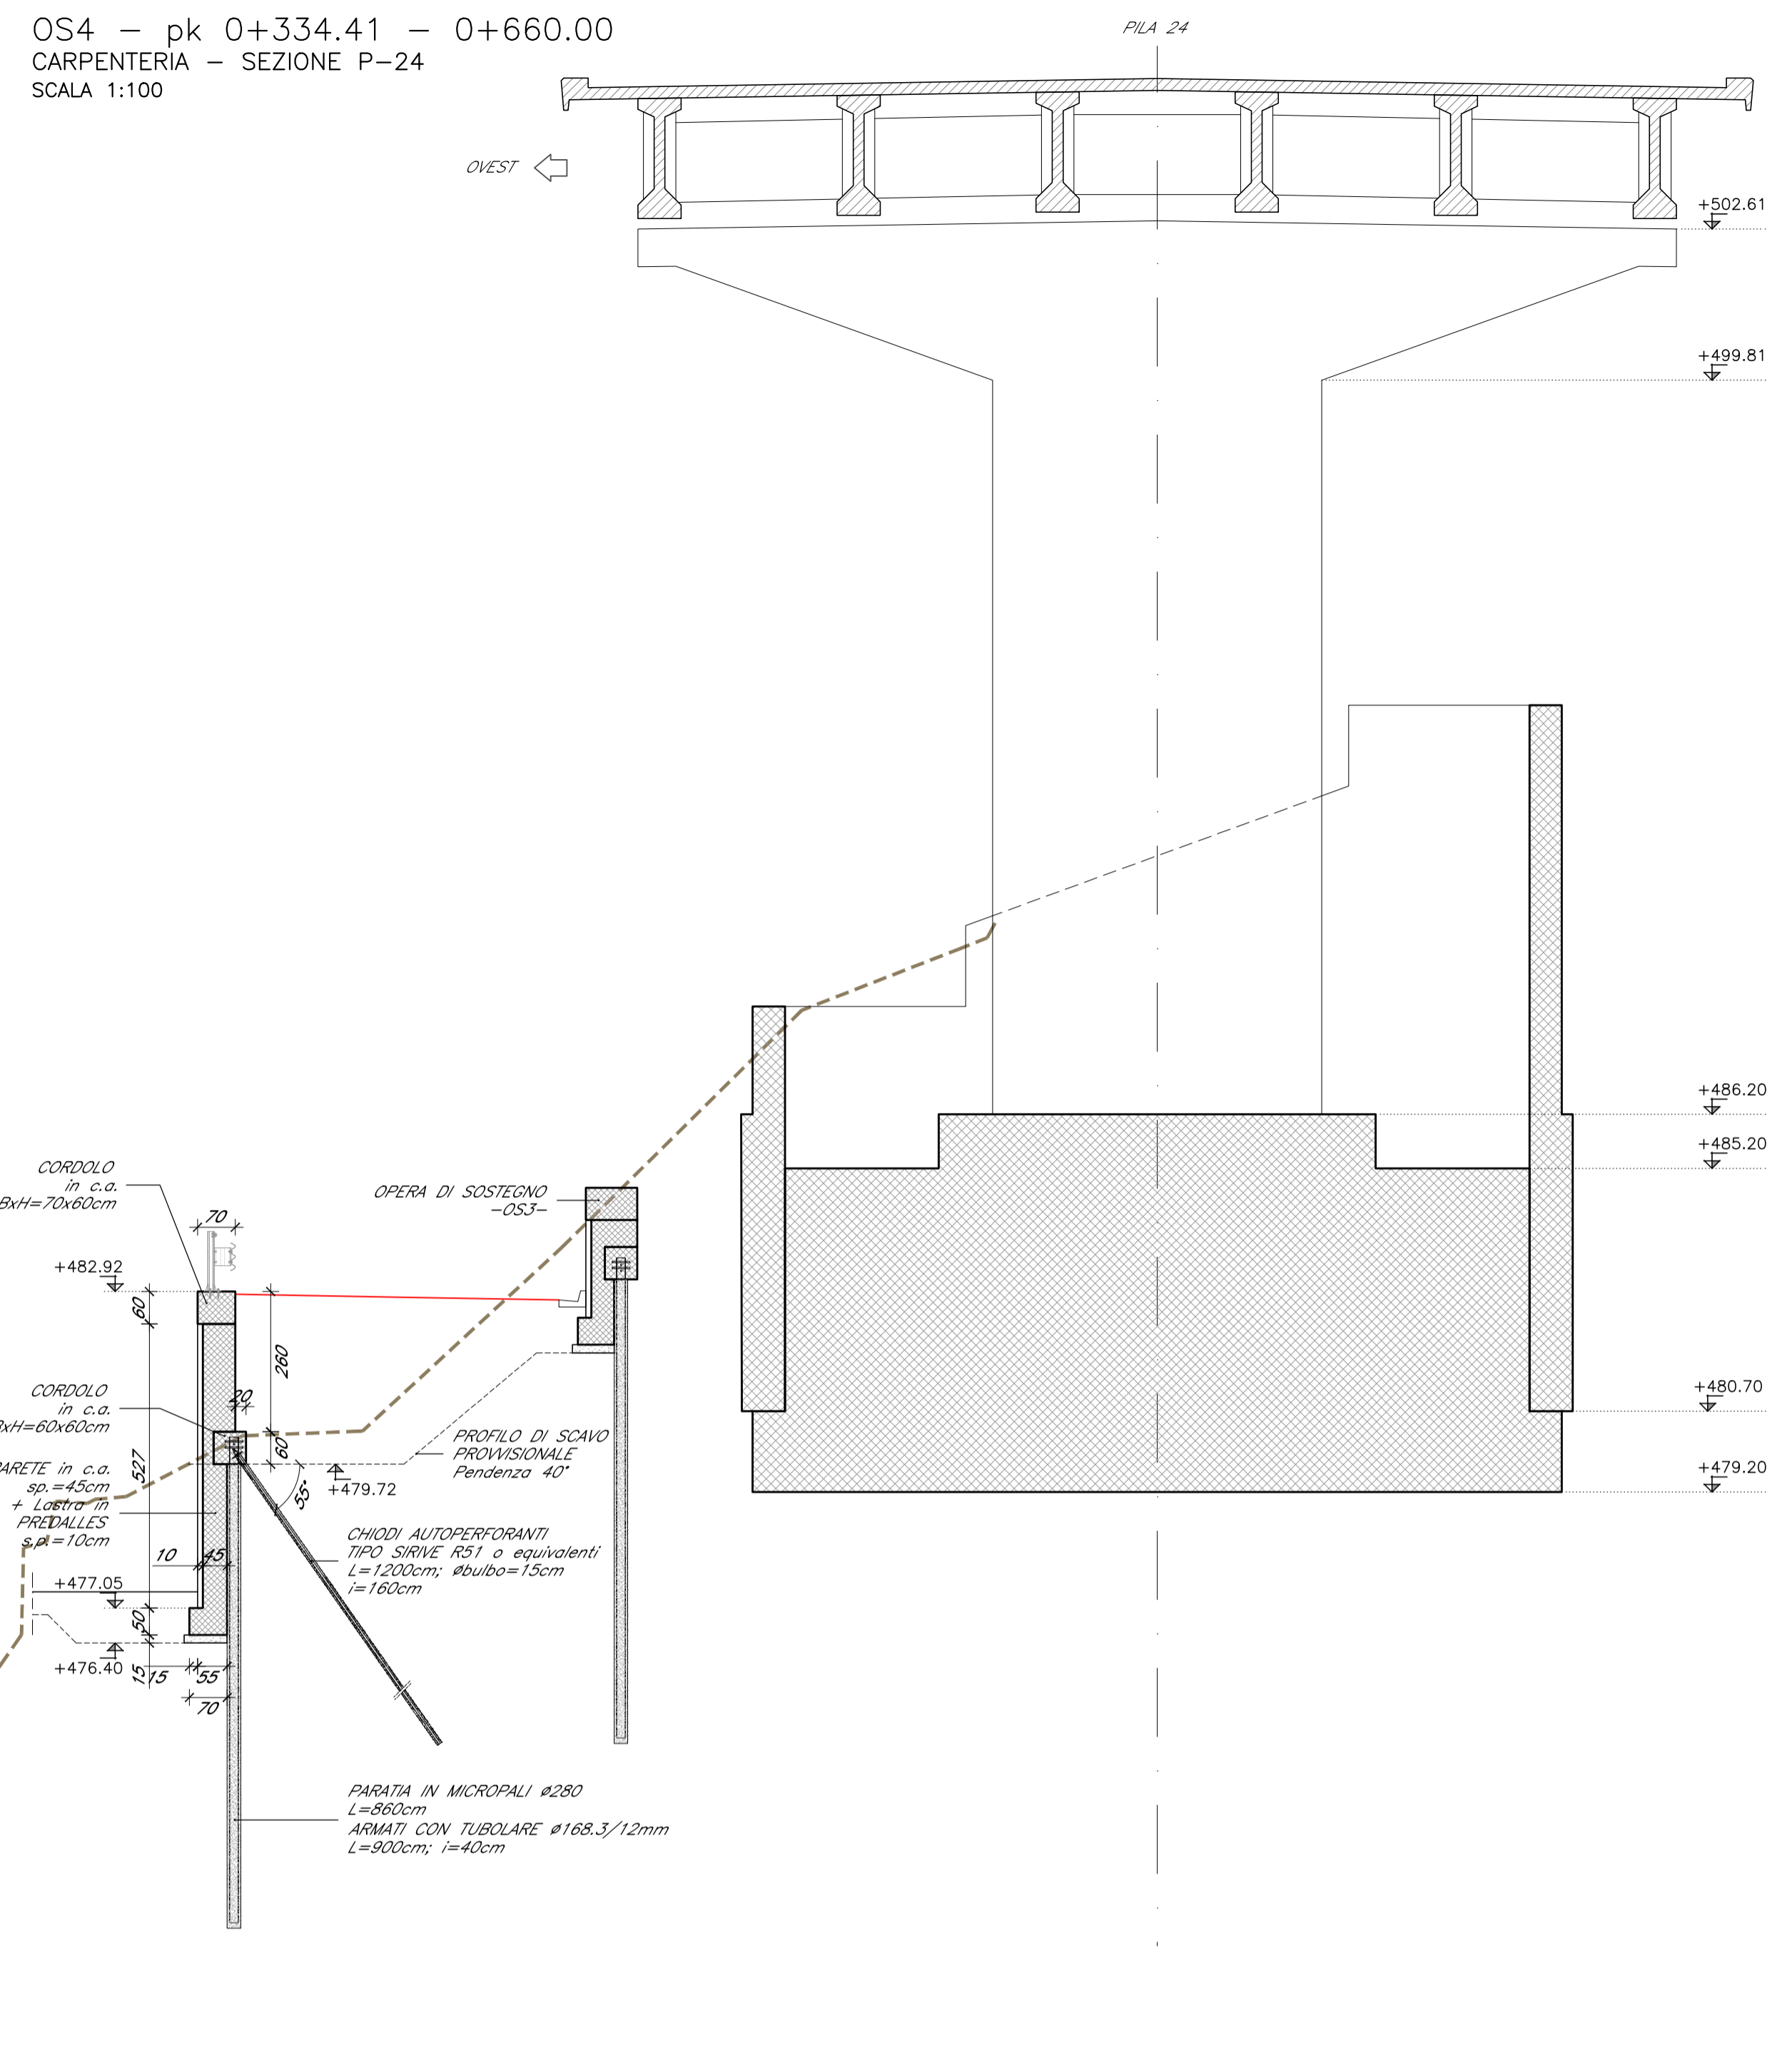 OS4 - pk 0+334.41 - 0+660.00
CARPENTERIA - SEZIONE P-24
SCALA 1:100
PILA 24
OVEST
+502.61
+499.81
+486.20
+485.20
+480.70
+479.20
CORDOLO
in c.a.
BxH=70x60cm
70
+482.92
60
260
20
60
527
CORDOLO
in c.a.
BxH=60x60cm
PARETE in c.a.
sp.=45cm
+ Lastra in
PREDALLES
s.p.=10cm
10
45
+477.05
50
+476.40
15
15
55
70
OPERA DI SOSTEGNO
-OS3-
PROFILO DI SCAVO
PROVVISIONALE
Pendenza 40°
+479.72
55°
CHIODI AUTOPERFORANTI
TIPO SIRIVE R51 o equivalenti
L=1200cm; øbulbo=15cm
i=160cm
PARATIA IN MICROPALI ø280
L=860cm
ARMATI CON TUBOLARE ø168.3/12mm
L=900cm; i=40cm